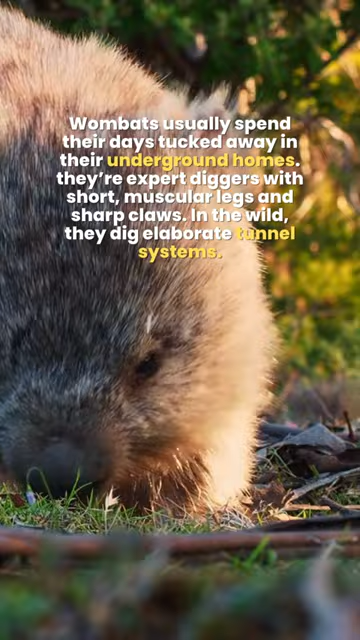 Wombats usually spend
their days tucked away in
their underground homes.
they're expert diggers with
short, muscular legs and
sharp claws. In the wild,
they dig elaborate tunnel
systems.